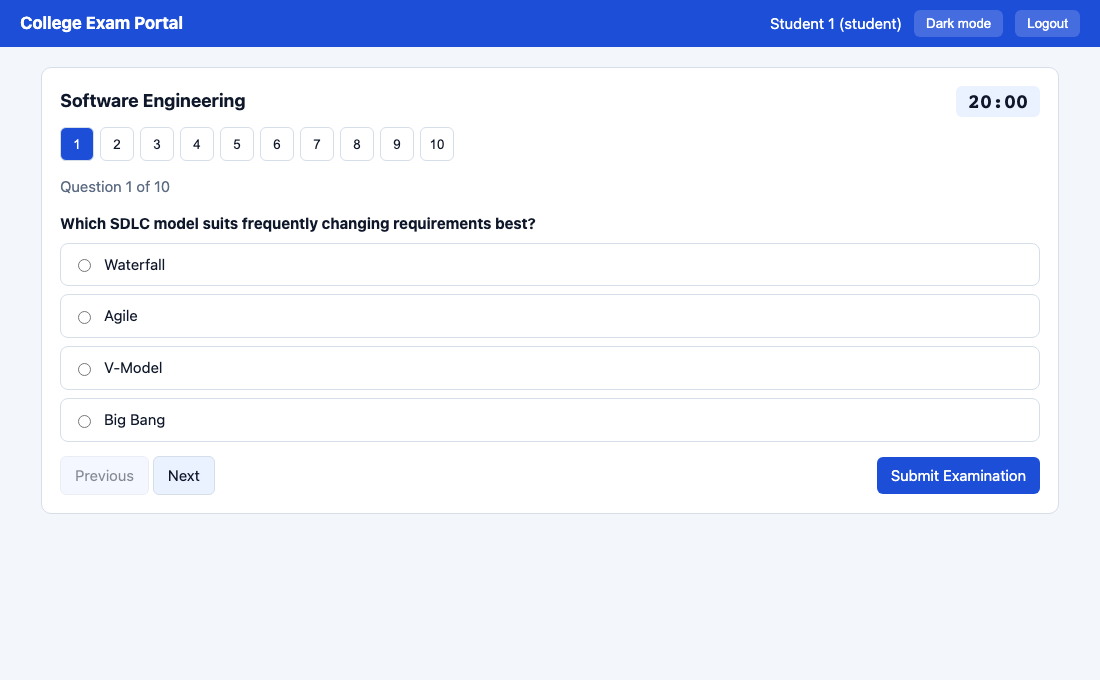 College Exam Portal
Student 1 (student)
Dark mode
Logout
Software Engineering
20:00
1 2 3 4 5 6 7 8 9 10
Question 1 of 10
Which SDLC model suits frequently changing requirements best?
Waterfall
Agile
V-Model
Big Bang
Previous
Next
Submit Examination